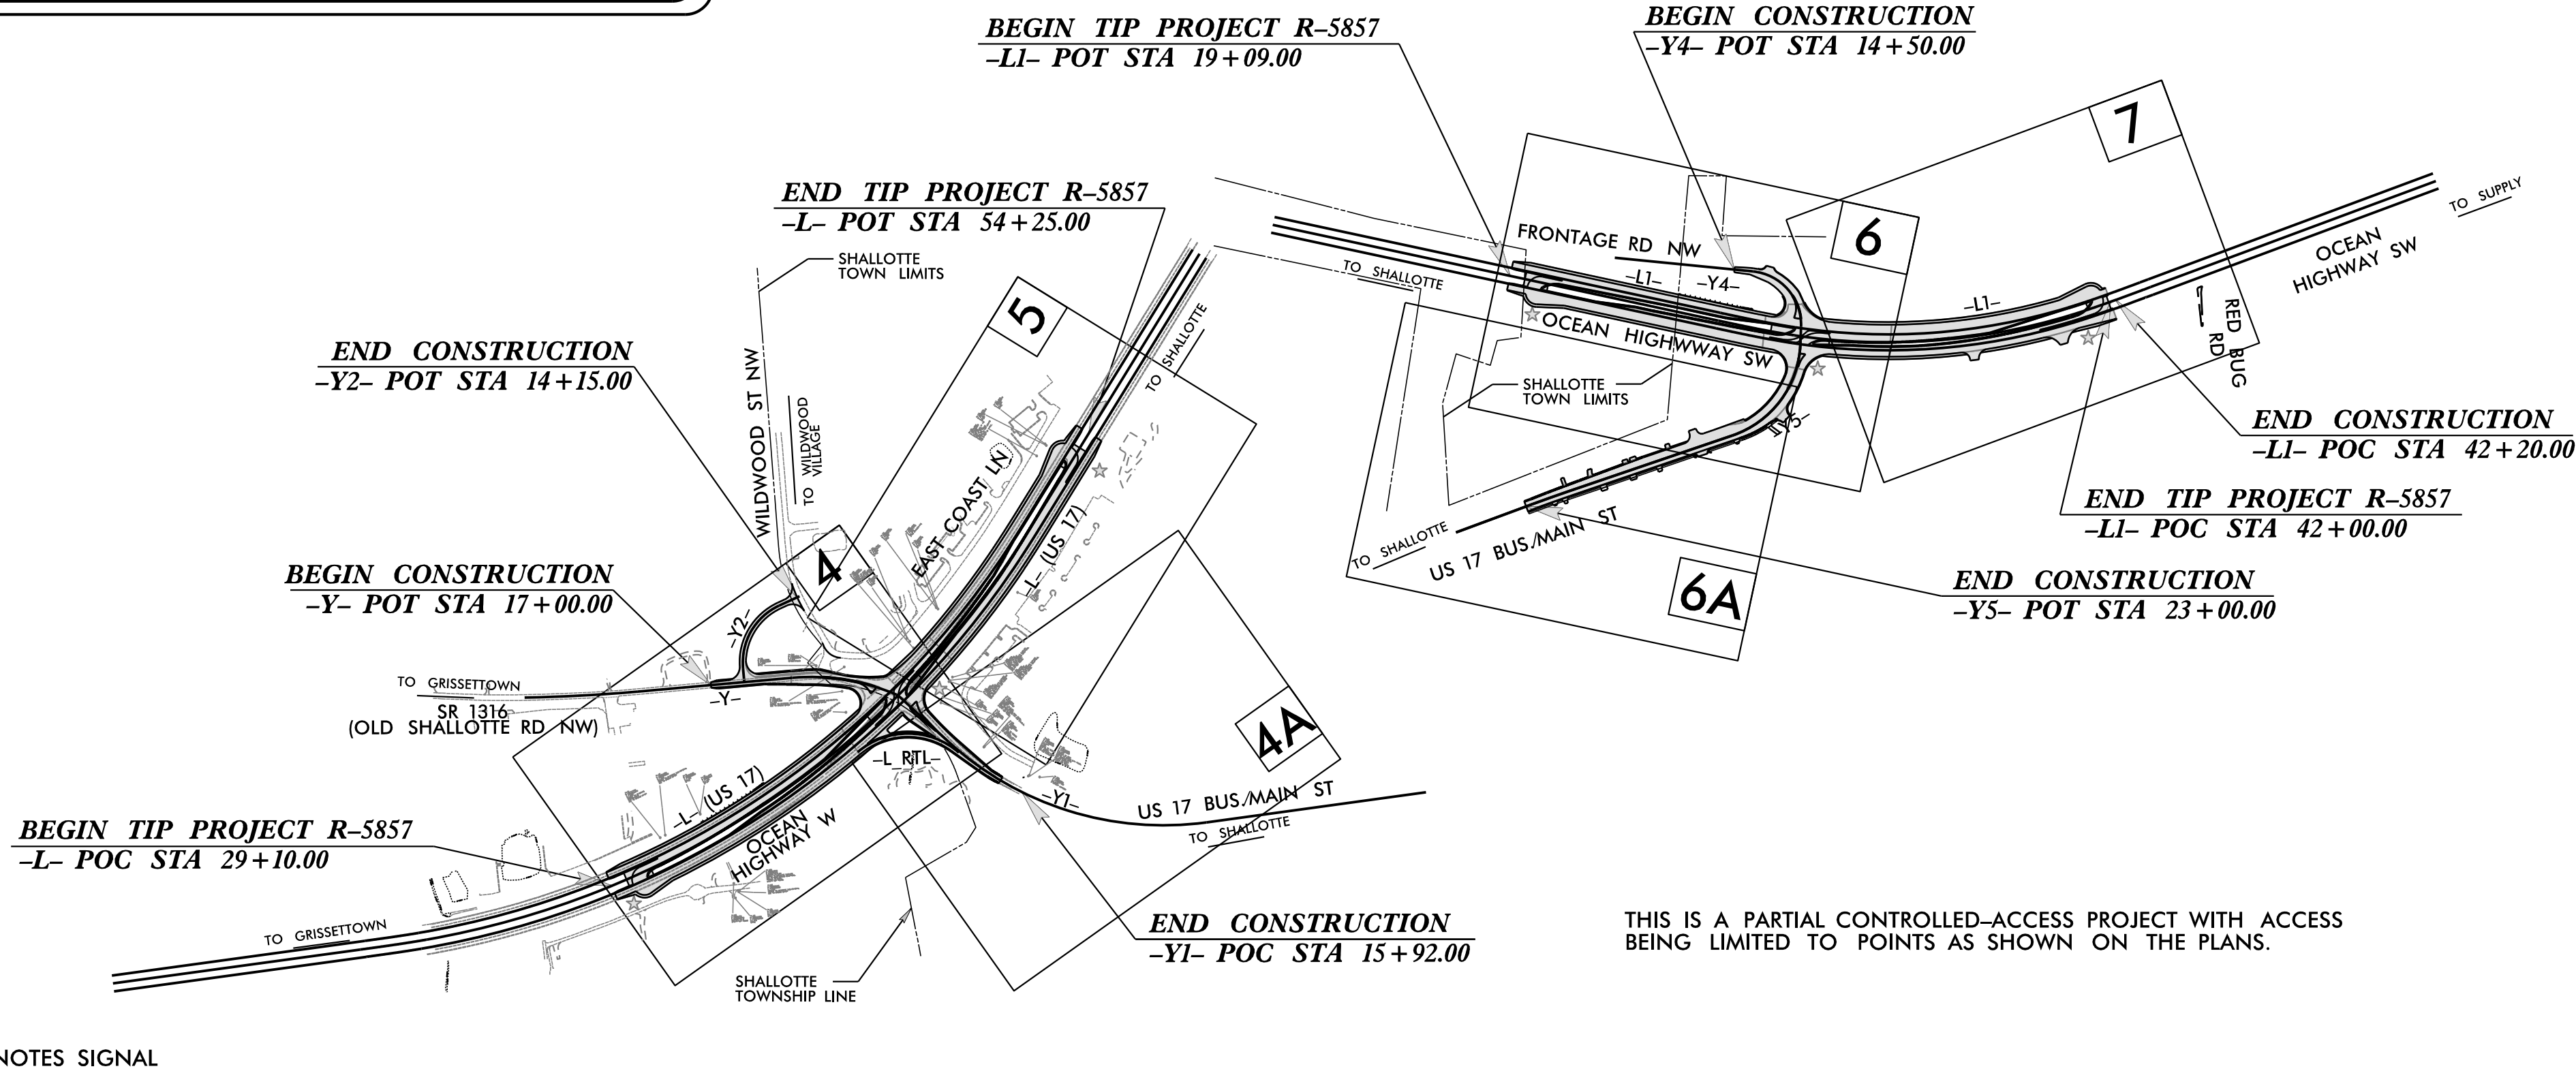 BEGIN TIP PROJECT R–5857
–L1– POT STA 19+09.00
BEGIN CONSTRUCTION
–Y4– POT STA 14+50.00
7
END TIP PROJECT R–5857
–L– POT STA 54+25.00
SHALLOTTE
TOWN LIMITS
6
FRONTAGE RD NW
TO SHALLOTTE
–L1–
–Y4–
–L1–
TO SUPPLY
OCEAN
HIGHWAY SW
RED BUG
RD
OCEAN HIGHWWAY SW
5
TO SHALLOTTE
END CONSTRUCTION
–Y2– POT STA 14+15.00
WILDWOOD ST NW
TO WILDWOOD
VILLAGE
SHALLOTTE
TOWN LIMITS
–Y5–
END CONSTRUCTION
–L1– POC STA 42+20.00
END TIP PROJECT R–5857
–L1– POC STA 42+00.00
EAST COAST LN
–L– (US 17)
4
TO SHALLOTTE
US 17 BUS./MAIN ST
6A
END CONSTRUCTION
–Y5– POT STA 23+00.00
BEGIN CONSTRUCTION
–Y– POT STA 17+00.00
–Y2–
TO GRISSETTOWN
SR 1316
(OLD SHALLOTTE RD NW)
–Y–
4A
–L_RTL–
–Y1–
US 17 BUS./MAIN ST
TO SHALLOTTE
–L– (US 17)
OCEAN
HIGHWAY W
BEGIN TIP PROJECT R–5857
–L– POC STA 29+10.00
TO GRISSETTOWN
END CONSTRUCTION
–Y1– POC STA 15+92.00
SHALLOTTE
TOWNSHIP LINE
THIS IS A PARTIAL CONTROLLED–ACCESS PROJECT WITH ACCESS
BEING LIMITED TO POINTS AS SHOWN ON THE PLANS.
NOTES SIGNAL